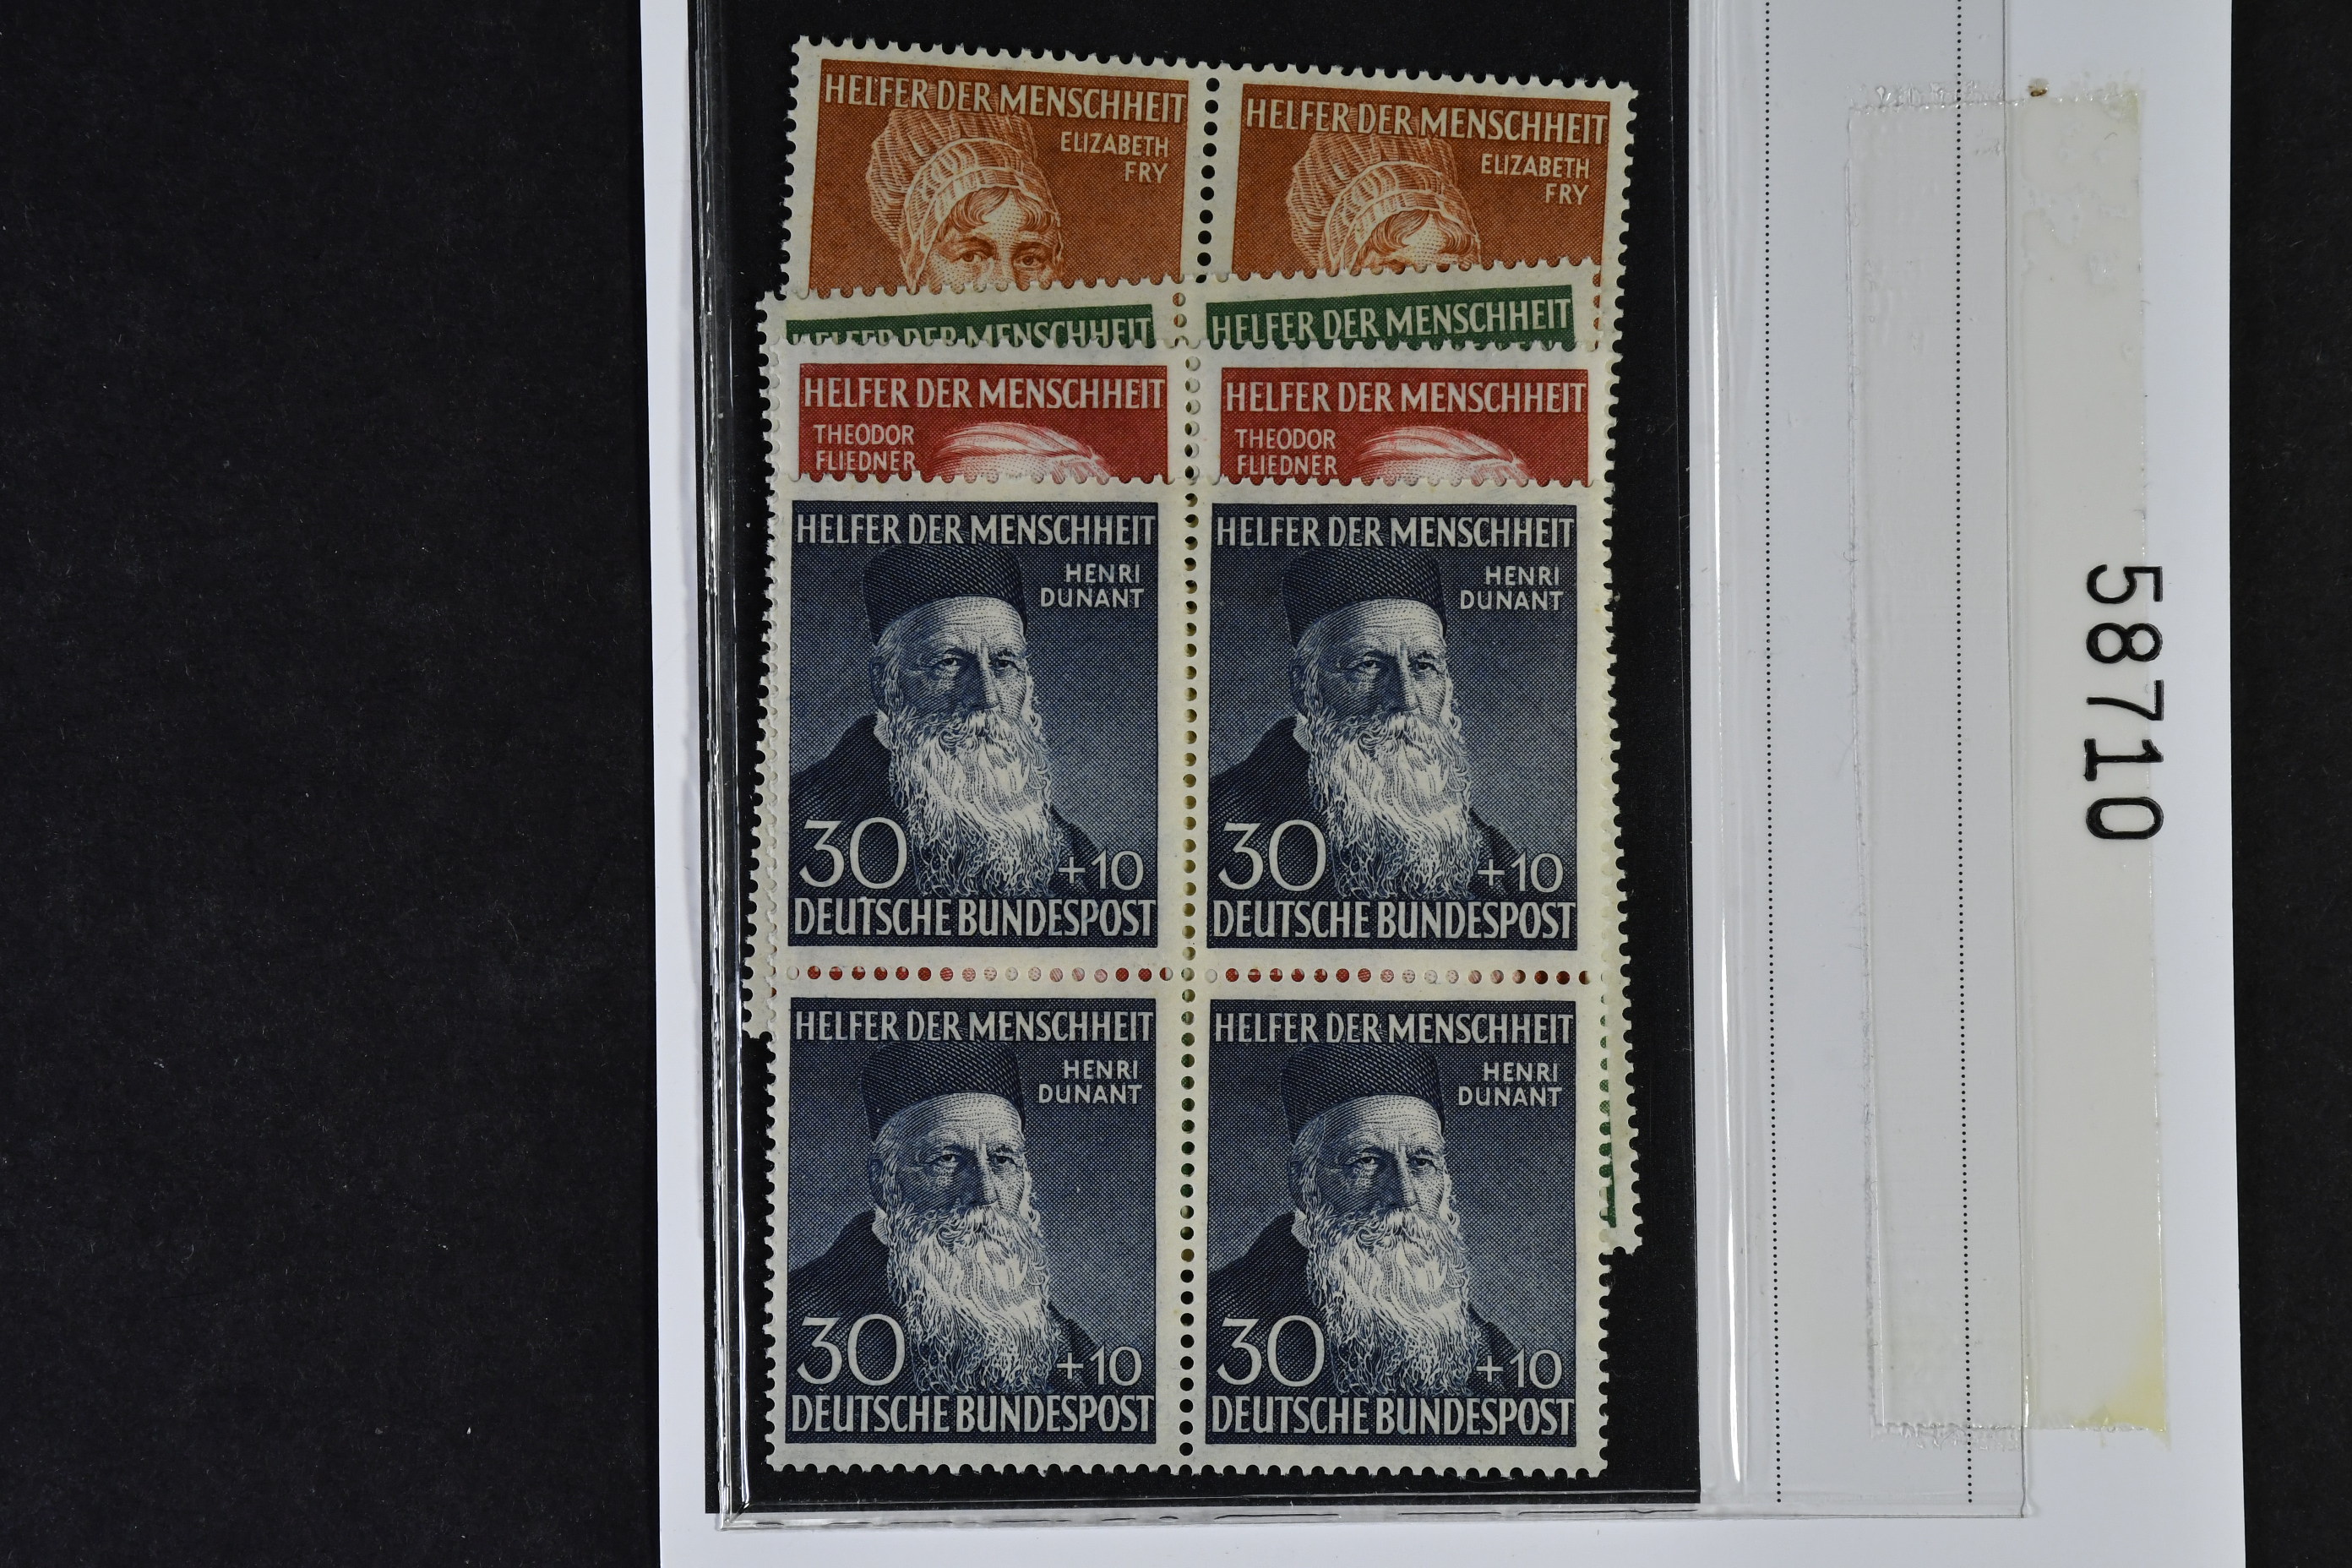 HELFER DER MENSCHHEIT
ELIZABETH
FRY
HELFER DER MENSCHHEIT
ELIZABETH
FRY
HELFER DER MENSCHHEIT
HELFER DER MENSCHHEIT
HELFER DER MENSCHHEIT
THEODOR
FLIEDNER
HELFER DER MENSCHHEIT
THEODOR
FLIEDNER
HELFER DER MENSCHHEIT
HENRI
DUNANT
30 +10
DEUTSCHE BUNDESPOST
HELFER DER MENSCHHEIT
HENRI
DUNANT
30 +10
DEUTSCHE BUNDESPOST
HELFER DER MENSCHHEIT
HENRI
DUNANT
30 +10
DEUTSCHE BUNDESPOST
HELFER DER MENSCHHEIT
HENRI
DUNANT
30 +10
DEUTSCHE BUNDESPOST
58710